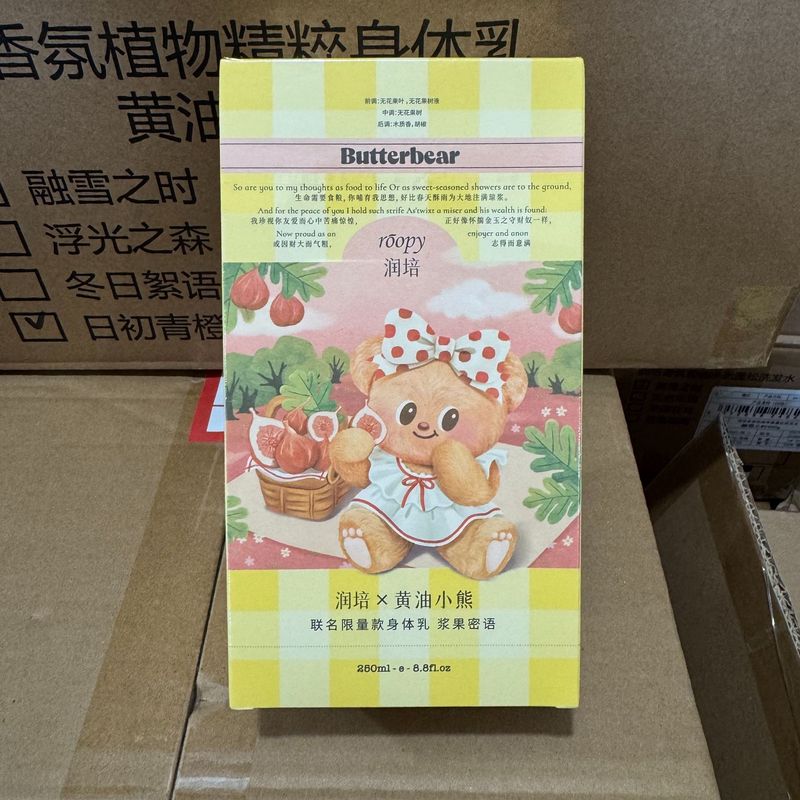 香氛植物精粹身体乳
黄油
融雪之时
浮光之森
冬日絮语
日初青橙
前调:无花果叶,无花果树液
中调:无花果树
后调:木质香,胡椒
Butterbear
So are you to my thoughts as food to life Or as sweet-seasoned showers are to the ground,
生命需要食粮,你哺育我思想,好比春天酥雨为大地注满琼浆。
And for the peace of you I hold such strife As'twixt a miser and his wealth is found:
我珍视你友爱而心中苦痛惊惶, 正好像怀揣金玉之守财奴一样。
Now proud as an enjoyer and anon
或因财大而气粗, 志得而意满
rōopy
润培
润培×黄油小熊
联名限量款身体乳 浆果密语
250ml - e - 8.8fl.oz